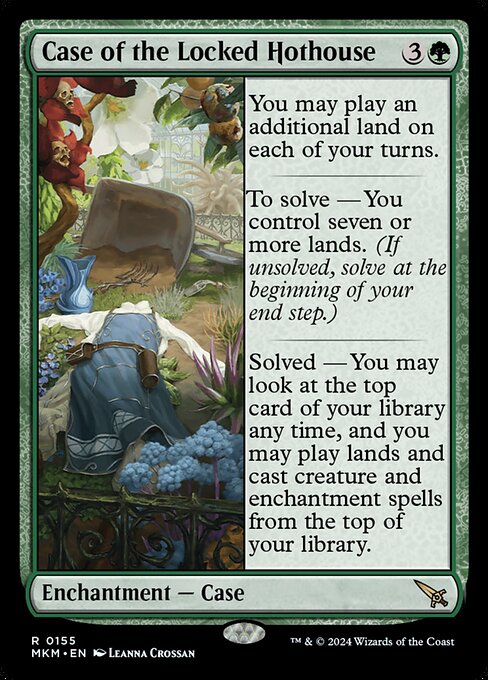 Case of the Locked Hothouse 3
You may play an
additional land on
each of your turns.
To solve — You
control seven or
more lands. (If
unsolved, solve at the
beginning of your
end step.)
Solved — You may
look at the top
card of your library
any time, and you
may play lands and
cast creature and
enchantment spells
from the top of
your library.
Enchantment — Case
R 0155
MKM • EN LEANNA CROSSAN
™ & © 2024 Wizards of the Coast